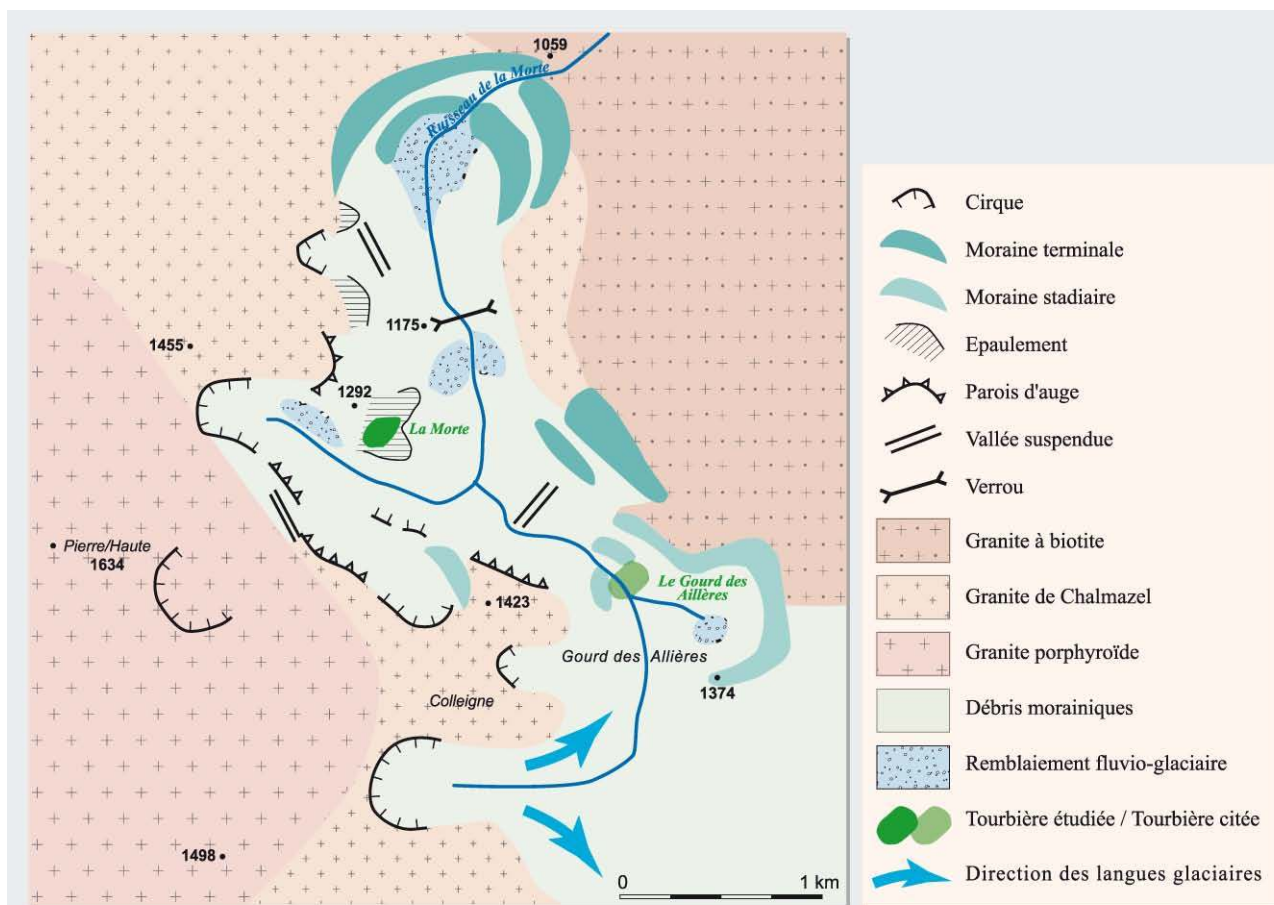 1059
Ruisseau de la Morte
1175
1455
1292
La Morte
Pierre/Haute
1634
Le Gourd des
Aillères
1423
Gourd des Allières
1374
Colleigne
1498
0 1 km
Cirque
Moraine terminale
Moraine stadiaire
Epaulement
Parois d'auge
Vallée suspendue
Verrou
Granite à biotite
Granite de Chalmazel
Granite porphyroïde
Débris morainiques
Remblaiement fluvio-glaciaire
Tourbière étudiée / Tourbière citée
Direction des langues glaciaires